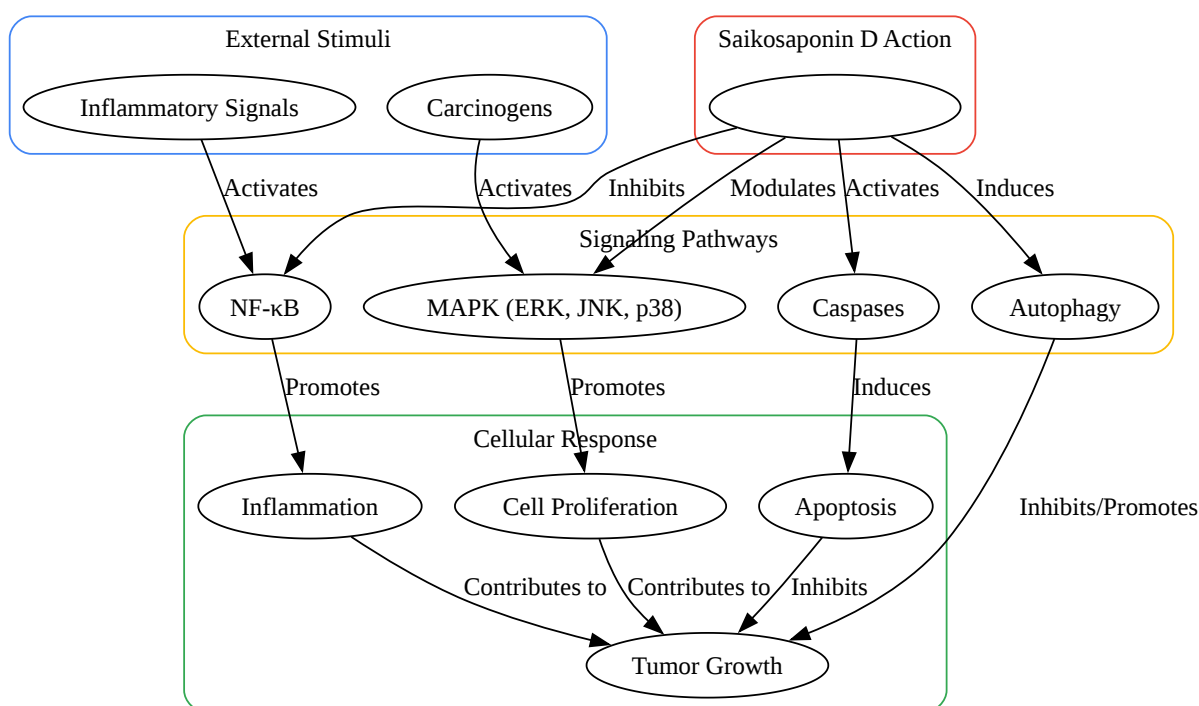 External Stimuli
Saikosaponin D Action
Inflammatory Signals
Carcinogens
Activates
Activates
Inhibits
Modulates
Activates
Induces
Signaling Pathways
NF-κB
MAPK (ERK, JNK, p38)
Caspases
Autophagy
Promotes
Promotes
Induces
Cellular Response
Inflammation
Cell Proliferation
Apoptosis
Inhibits/Promotes
Contributes to
Contributes to
Inhibits
Tumor Growth